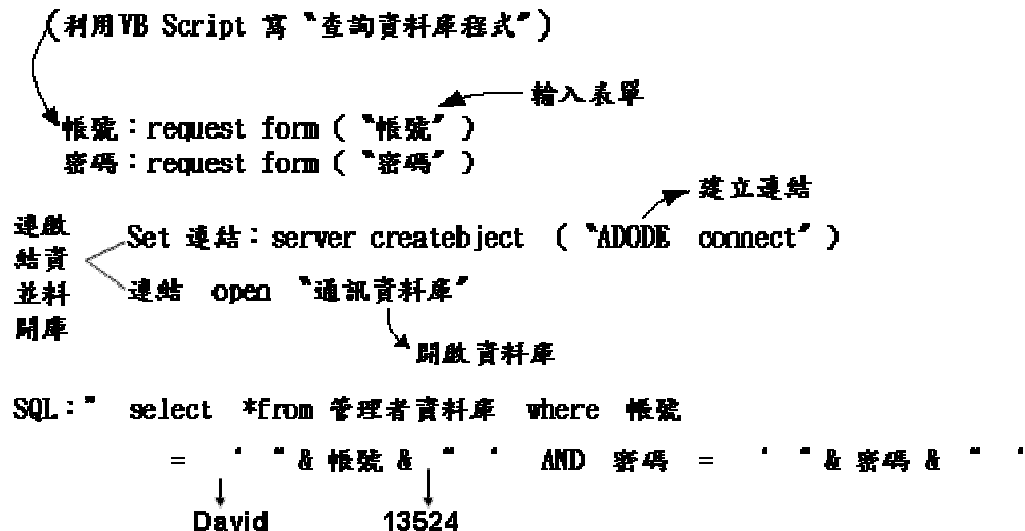 (利用VB Script 寫〝查詢資料庫程式〞)
輸入表單
帳號：request form (〝帳號〞)
密碼：request form (〝密碼〞)
建立連結
連啟
結資
並料
開庫
Set 連結：server createbject (〝ADODE connect〞)
連結 open 〝通訊資料庫〞
開啟資料庫
SQL：〞 select *from 管理者資料庫 where 帳號
= ‘ 〝& 帳號 & 〝 ‘ AND 密碼 = ‘ 〝& 密碼 & 〝 ‘
David 13524